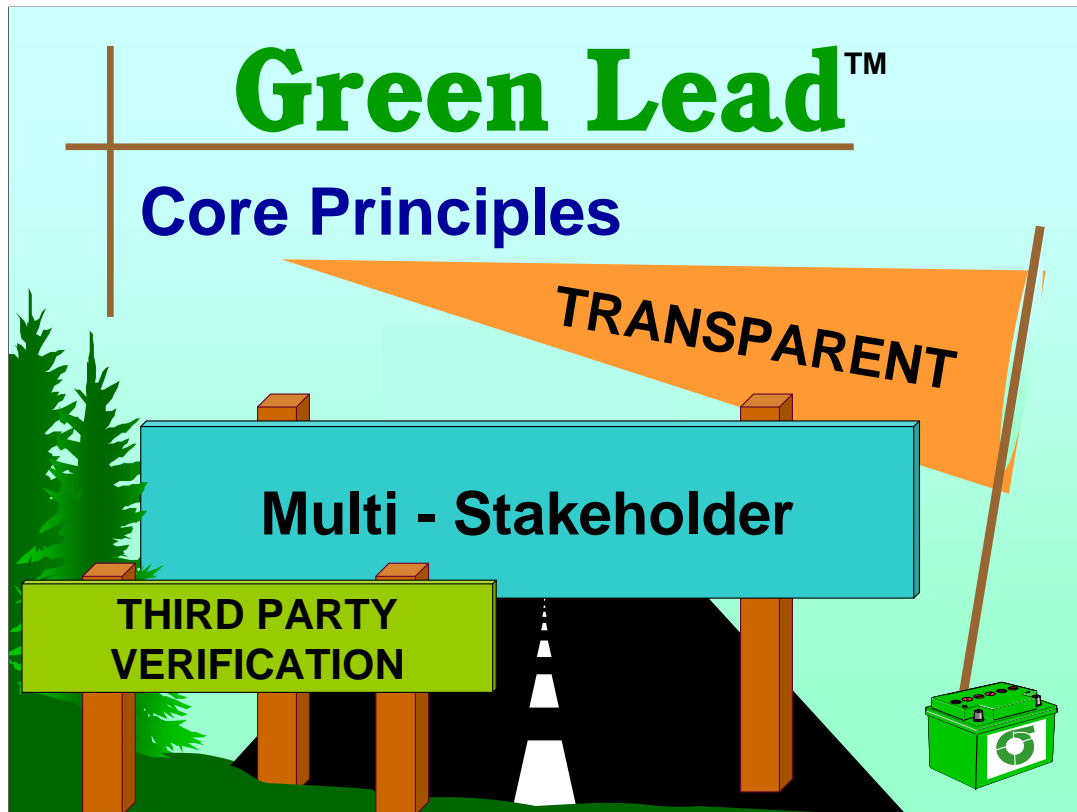 Green Lead™
Core Principles
TRANSPARENT
Multi - Stakeholder
THIRD PARTY
VERIFICATION